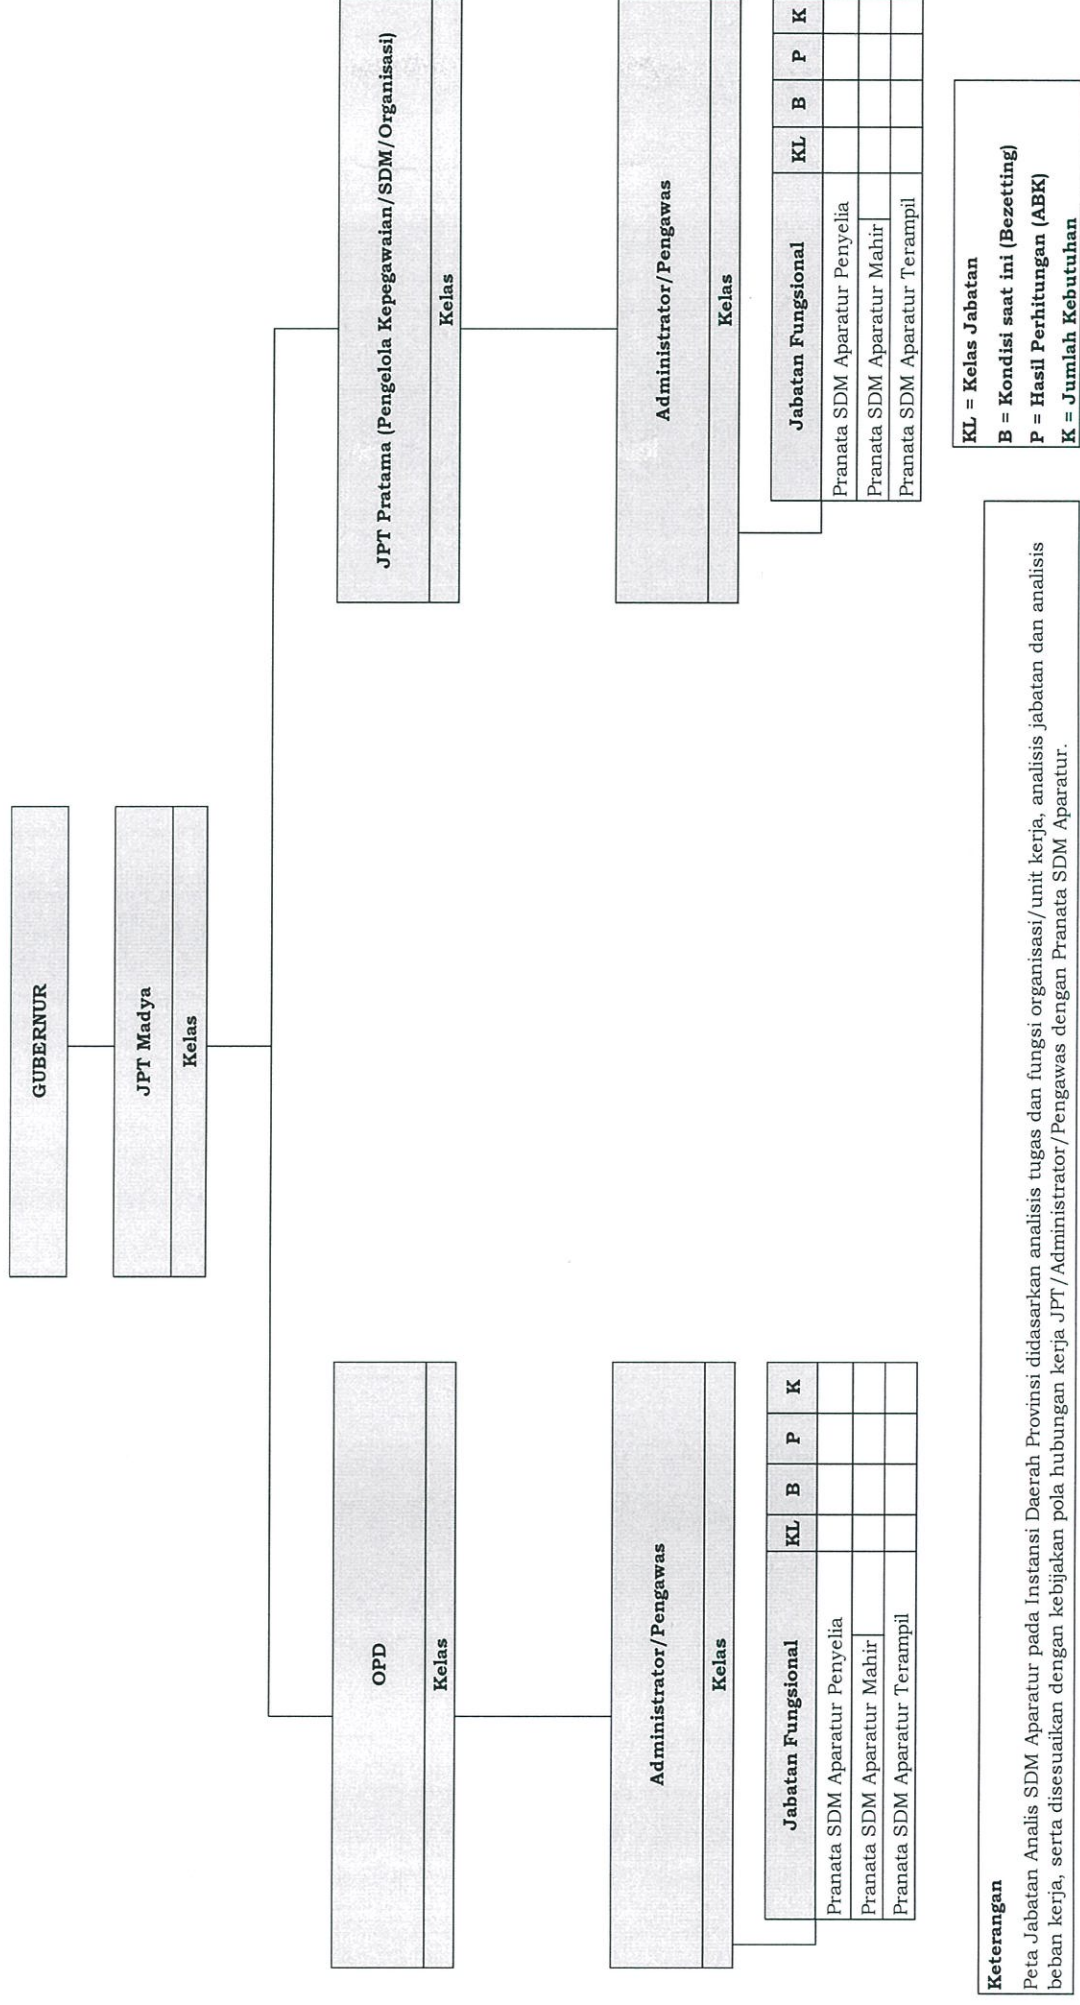 GUBERNUR
JPT Madya
Kelas
OPD
Kelas
JPT Pratama (Pengelola Kepegawaian/SDM/Organisasi)
Kelas
Administrator/Pengawas
Kelas
Administrator/Pengawas
Kelas
Jabatan Fungsional KL B P K
Pranata SDM Aparatur Penyelia
Pranata SDM Aparatur Mahir
Pranata SDM Aparatur Terampil
Jabatan Fungsional KL B P K
Pranata SDM Aparatur Penyelia
Pranata SDM Aparatur Mahir
Pranata SDM Aparatur Terampil
KL = Kelas Jabatan
B = Kondisi saat ini (Bezetting)
P = Hasil Perhitungan (ABK)
K = Jumlah Kebutuhan
Keterangan
Peta Jabatan Analis SDM Aparatur pada Instansi Daerah Provinsi didasarkan analisis tugas dan fungsi organisasi/unit kerja, analisis jabatan dan analisis
beban kerja, serta disesuaikan dengan kebijakan pola hubungan kerja JPT/Administrator/Pengawas dengan Pranata SDM Aparatur.